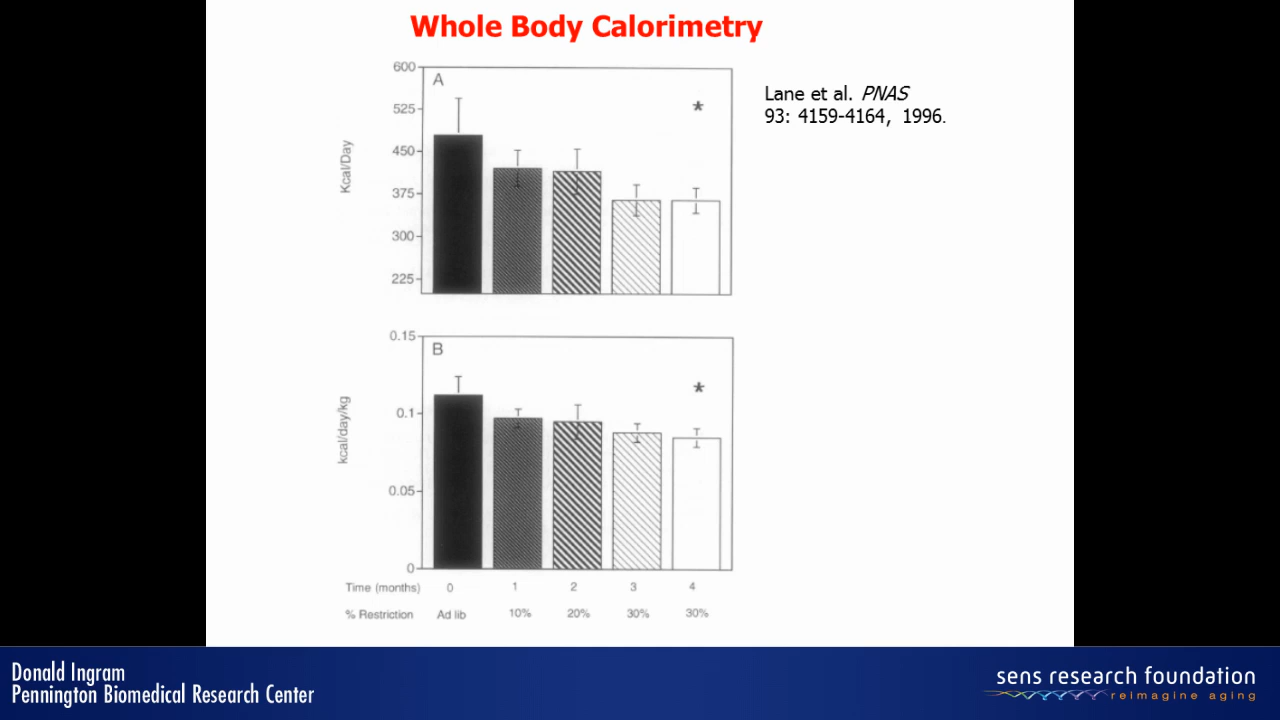 Whole Body Calorimetry
Lane et al. PNAS
93: 4159-4164, 1996.
A
600
525
450
375
300
225
Kcal/Day
*
B
0.15
0.1
0.05
0
kcal/day/kg
*
Time (months) 0 1 2 3 4
% Restriction Ad lib 10% 20% 30% 30%
Donald Ingram
Pennington Biomedical Research Center
sens research foundation
reimagine aging